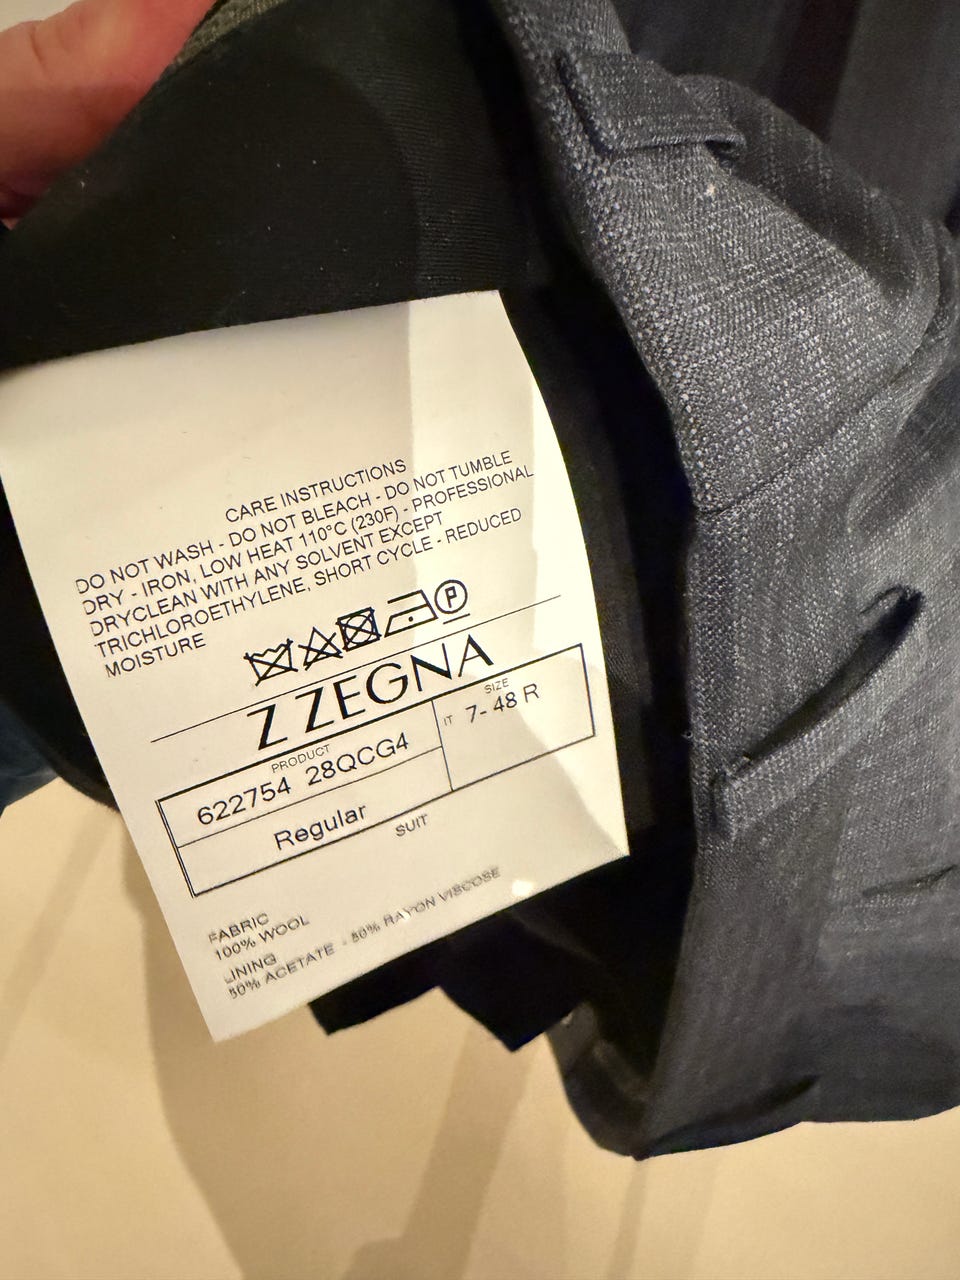 CARE INSTRUCTIONS
DO NOT WASH - DO NOT BLEACH - DO NOT TUMBLE
DRY - IRON, LOW HEAT 110°C (230F) - PROFESSIONAL
DRYCLEAN WITH ANY SOLVENT EXCEPT
TRICHLOROETHYLENE, SHORT CYCLE - REDUCED
MOISTURE
P
Z ZEGNA
PRODUCT
622754 28QCG4
SIZE
IT 7- 48 R
Regular
SUIT
FABRIC
100% WOOL
LINING
50% ACETATE - 50% RAYON VISCOSE